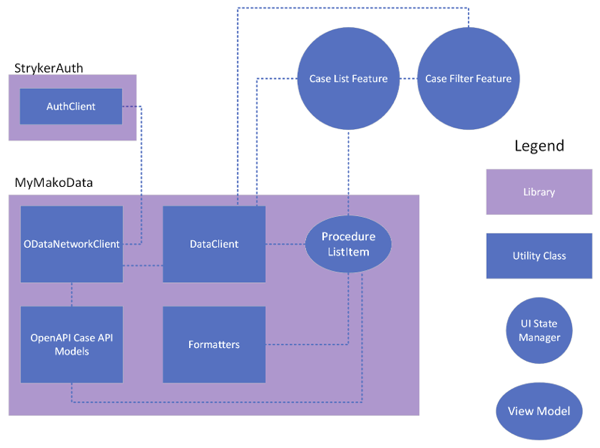 StrykerAuth
AuthClient
Case List Feature
Case Filter Feature
MyMakoData
ODataNetworkClient
DataClient
Procedure
ListItem
OpenAPI Case API
Models
Formatters
Legend
Library
Utility Class
UI State
Manager
View Model